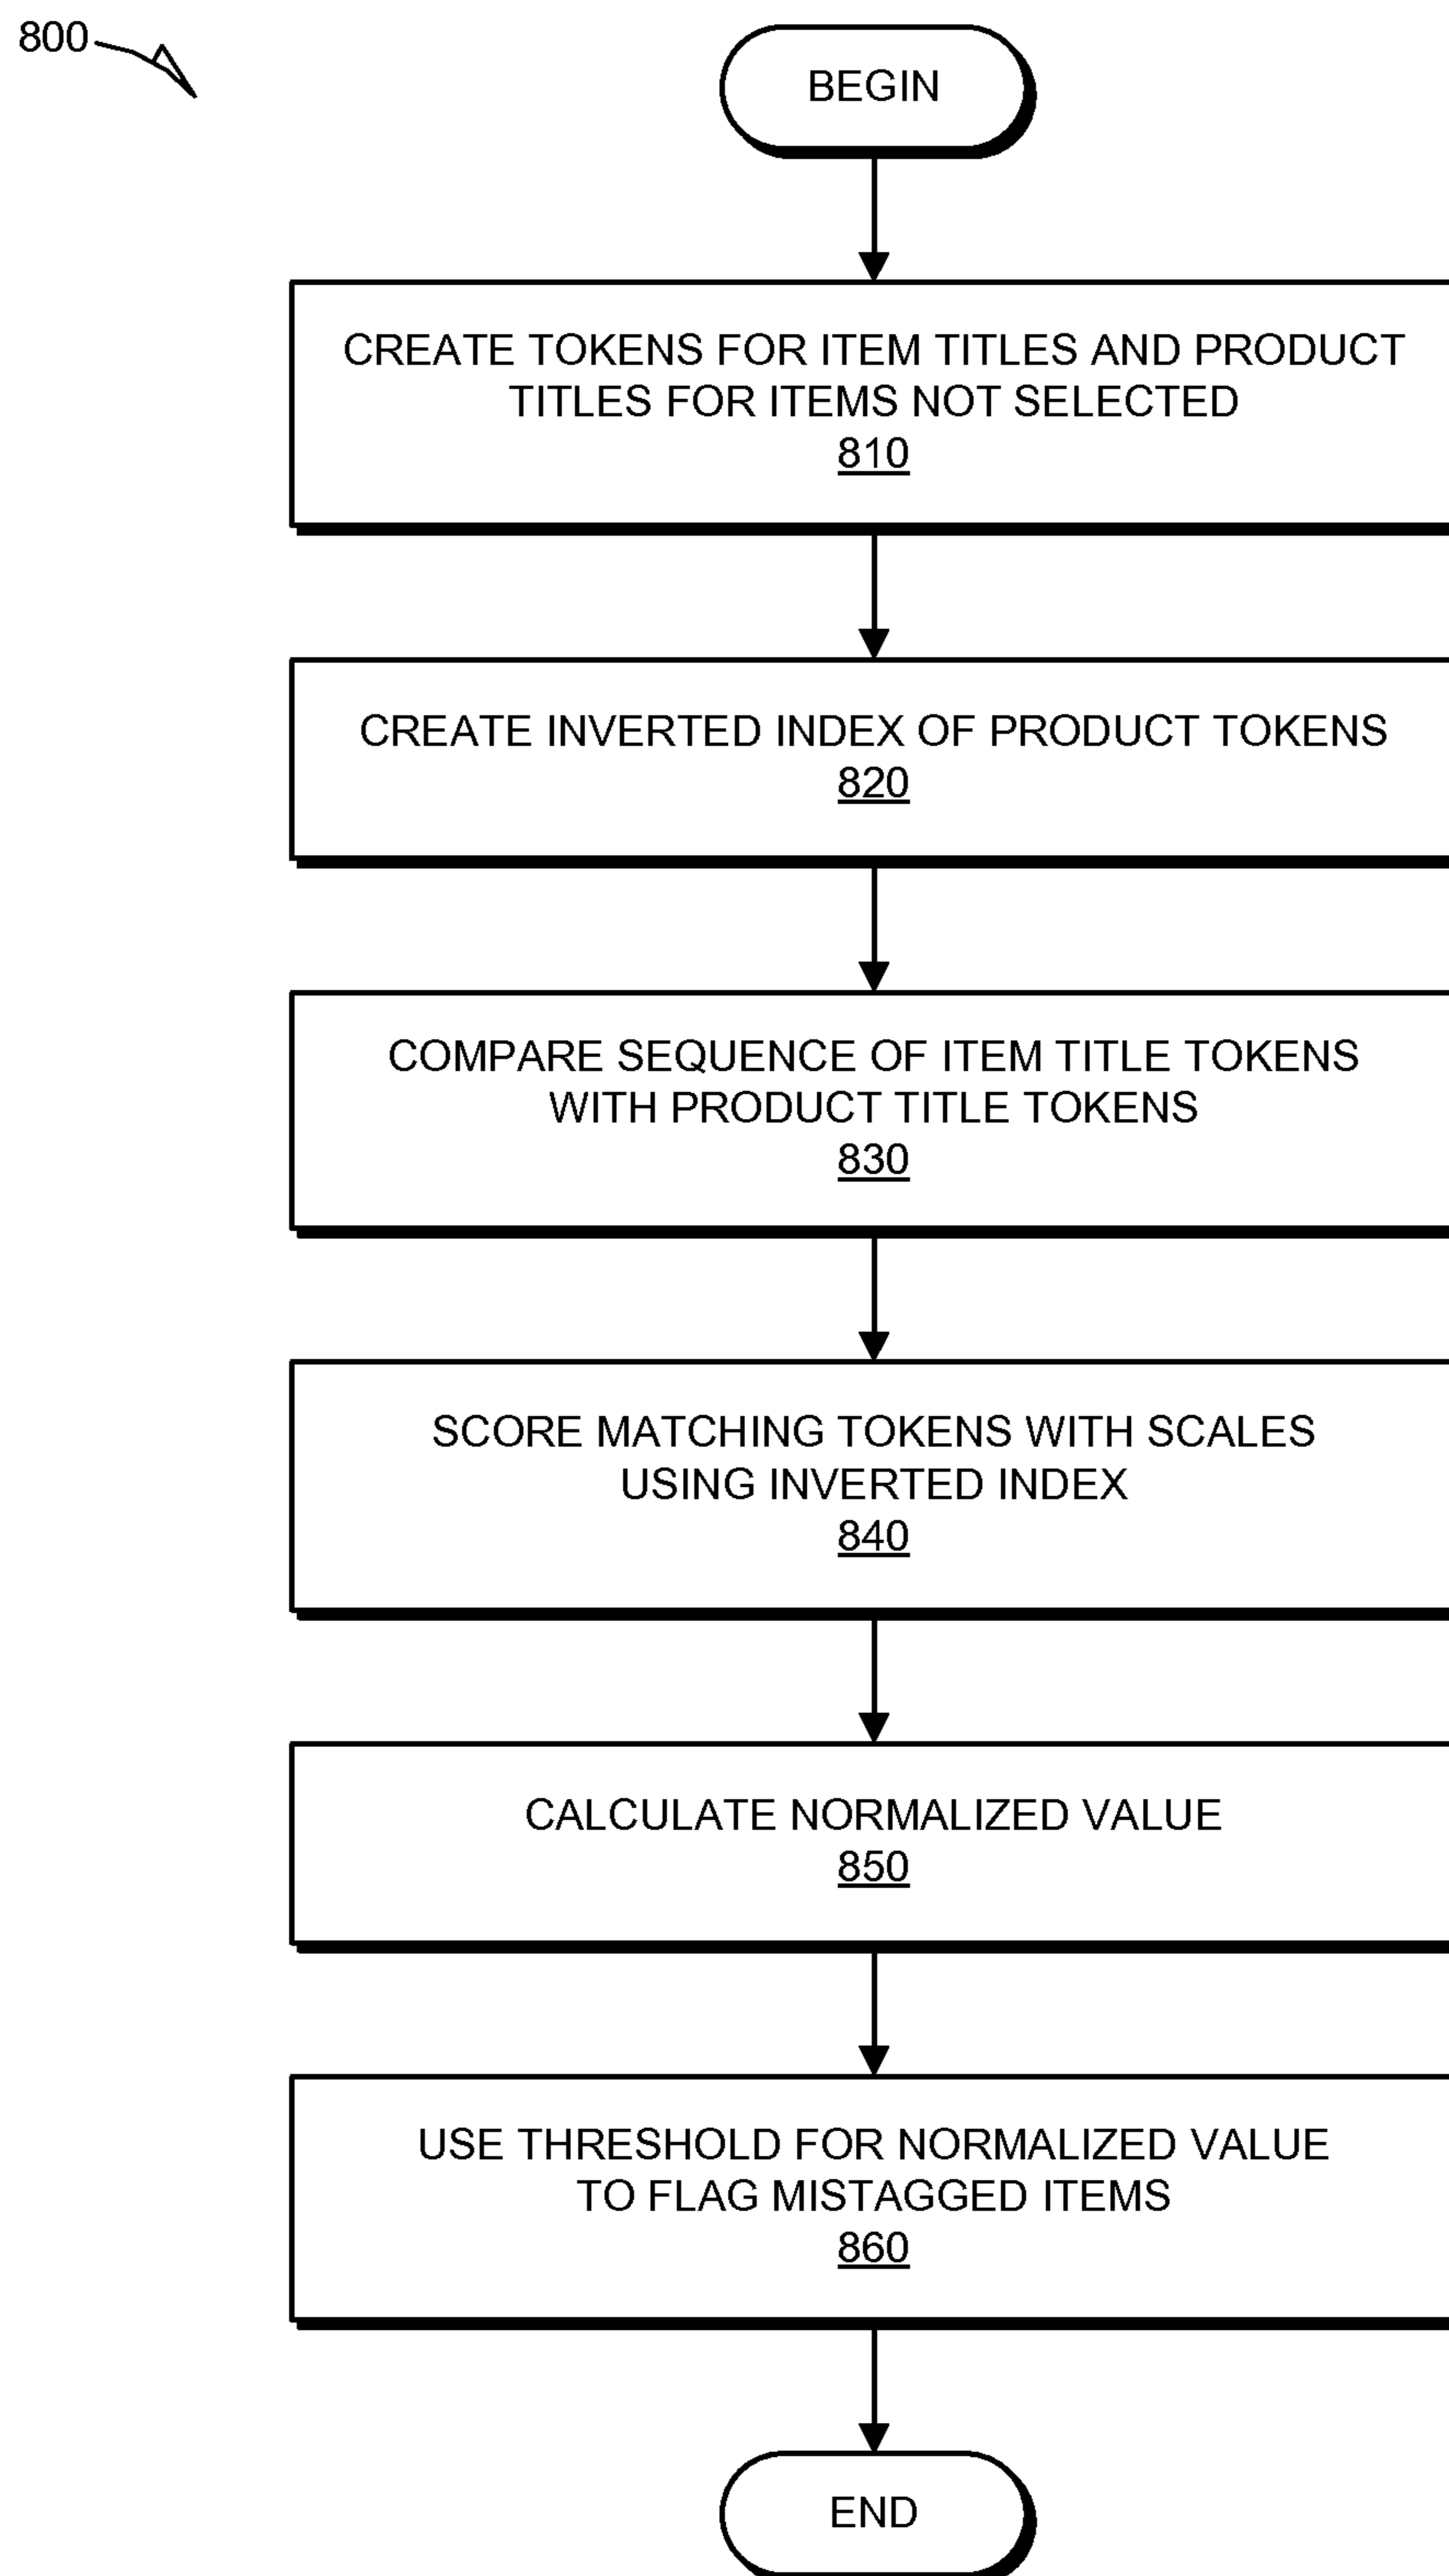 800
BEGIN
CREATE TOKENS FOR ITEM TITLES AND PRODUCT
TITLES FOR ITEMS NOT SELECTED
810
CREATE INVERTED INDEX OF PRODUCT TOKENS
820
COMPARE SEQUENCE OF ITEM TITLE TOKENS
WITH PRODUCT TITLE TOKENS
830
SCORE MATCHING TOKENS WITH SCALES
USING INVERTED INDEX
840
CALCULATE NORMALIZED VALUE
850
USE THRESHOLD FOR NORMALIZED VALUE
TO FLAG MISTAGGED ITEMS
860
END